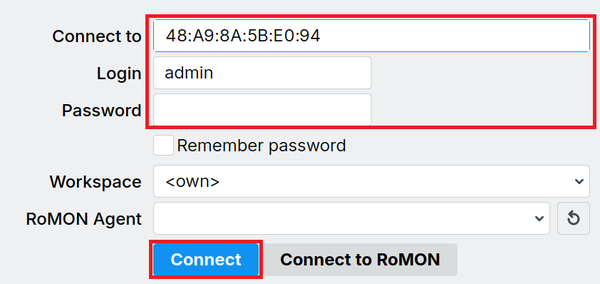 Connect to 48:A9:8A:5B:E0:94
Login admin
Password
Remember password
Workspace <own>
RoMON Agent
Connect Connect to RoMON